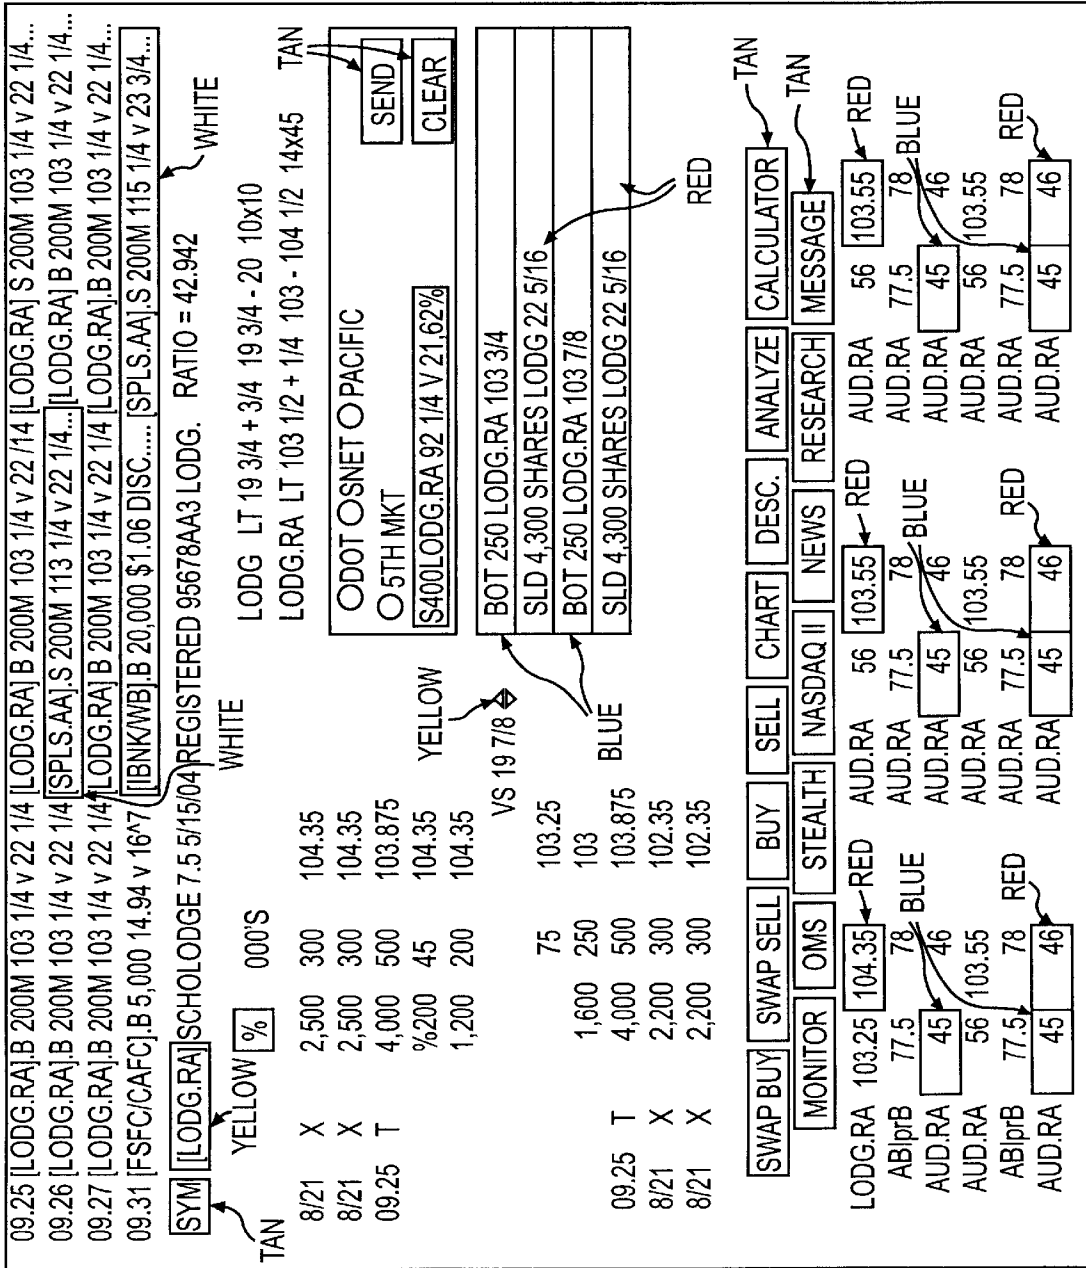 09.25 [LODG.RA].B 200M 103 1/4 v 22 1/4 [LODG.RA] B 200M 103 1/4 v 22 /14 [LODG.RA] S 200M 103 1/4 v 22 1/4...
09.26 [LODG.RA].B 200M 103 1/4 v 22 1/4 [SPLS.AA].S 200M 113 1/4 v 22 1/4... [LODG.RA] B 200M 103 1/4 v 22 1/4...
09.27 [LODG.RA].B 200M 103 1/4 v 22 1/4 [LODG.RA] B 200M 103 1/4 v 22 1/4 [LODG.RA].B 200M 103 1/4 v 22 1/4...
09.31 [FSFC/CAFC].B 5,000 14.94 v 16^7 [IBNK/WB].B 20,000 $1.06 DISC..... [SPLS.AA].S 200M 115 1/4 v 23 3/4...
SYM [LODG.RA] SCHOLODGE 7.5 5/15/04 REGISTERED 95678AA3 LODG. RATIO = 42.942
WHITE
WHITE
TAN
YELLOW % 000'S
LODG LT 19 3/4 + 3/4 19 3/4 - 20 10x10
LODG.RA LT 103 1/2 + 1/4 103 - 104 1/2 14x45
TAN
8/21 X 2,500 300 104.35
8/21 X 2,500 300 104.35
09.25 T 4,000 500 103.875
%200 45 104.35
1,200 200 104.35
ODOT OSNET O PACIFIC
O 5TH MKT
S400LODG.RA 92 1/4 V 21,62%
SEND
CLEAR
YELLOW
VS 19 7/8
75 103.25
1,600 250 103
09.25 T 4,000 500 103.875
8/21 X 2,200 300 102.35
8/21 X 2,200 300 102.35
BOT 250 LODG.RA 103 3/4
SLD 4,300 SHARES LODG 22 5/16
BOT 250 LODG.RA 103 7/8
SLD 4,300 SHARES LODG 22 5/16
BLUE
RED
SWAP BUY SWAP SELL BUY SELL CHART DESC. ANALYZE CALCULATOR
TAN
MONITOR OMS STEALTH NASDAQ II NEWS RESEARCH MESSAGE
TAN
LODG.RA 103.25 104.35 RED AUD.RA 56 103.55 RED AUD.RA 56 103.55 RED
ABIprB 77.5 78 AUD.RA 77.5 78 AUD.RA 77.5 78
BLUE BLUE BLUE
AUD.RA 45 46 AUD.RA 45 46 AUD.RA 45 46
AUD.RA 56 103.55 AUD.RA 56 103.55 AUD.RA 56 103.55
ABIprB 77.5 78 AUD.RA 77.5 78 AUD.RA 77.5 78
RED RED RED
AUD.RA 45 46 AUD.RA 45 46 AUD.RA 45 46